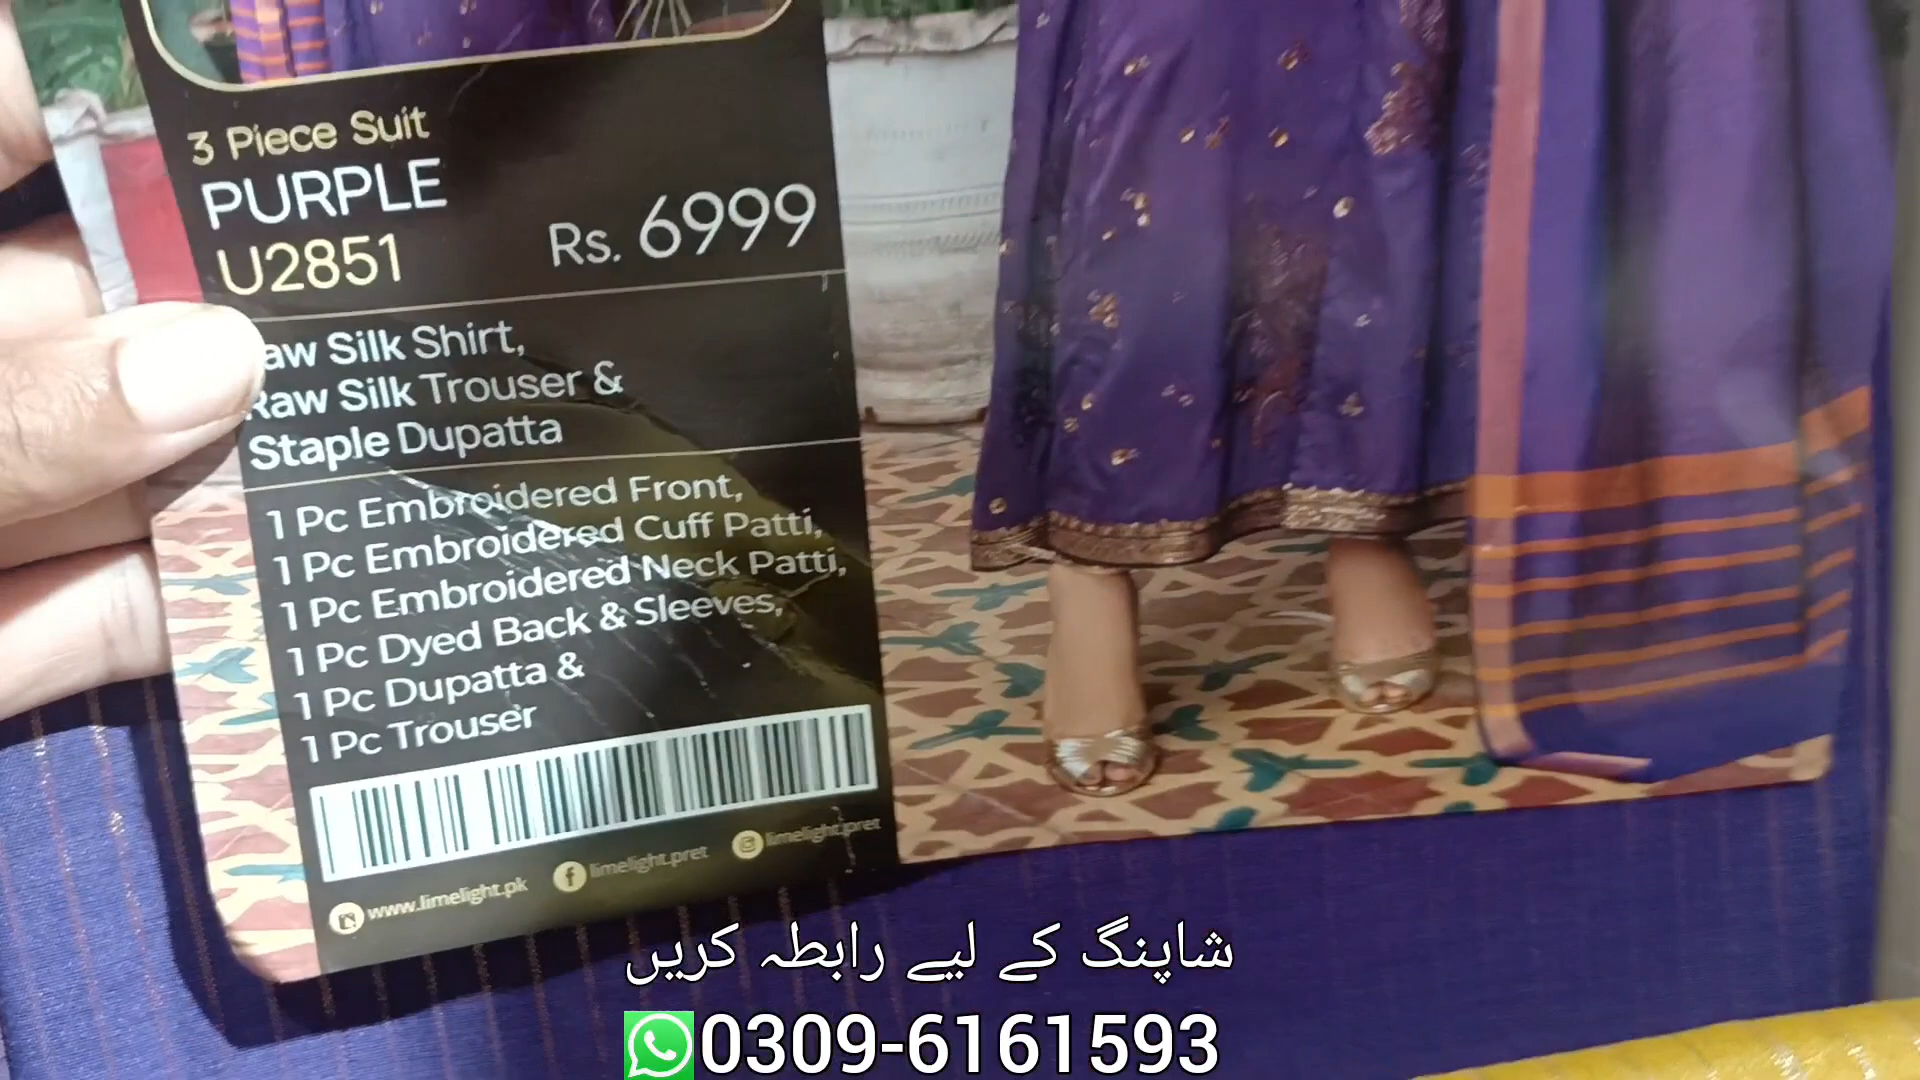 3 Piece Suit
PURPLE
U2851
Rs. 6999
aw Silk Shirt,
Raw Silk Trouser &
Staple Dupatta
1 Pc Embroidered Front,
1 Pc Embroidered Cuff Patti,
1 Pc Embroidered Neck Patti,
1 Pc Dyed Back & Sleeves,
1 Pc Dupatta &
1 Pc Trouser
www.limelight.pk limelight.pret limelight.pret
شاپنگ کے لیے رابطہ کریں
0309-6161593